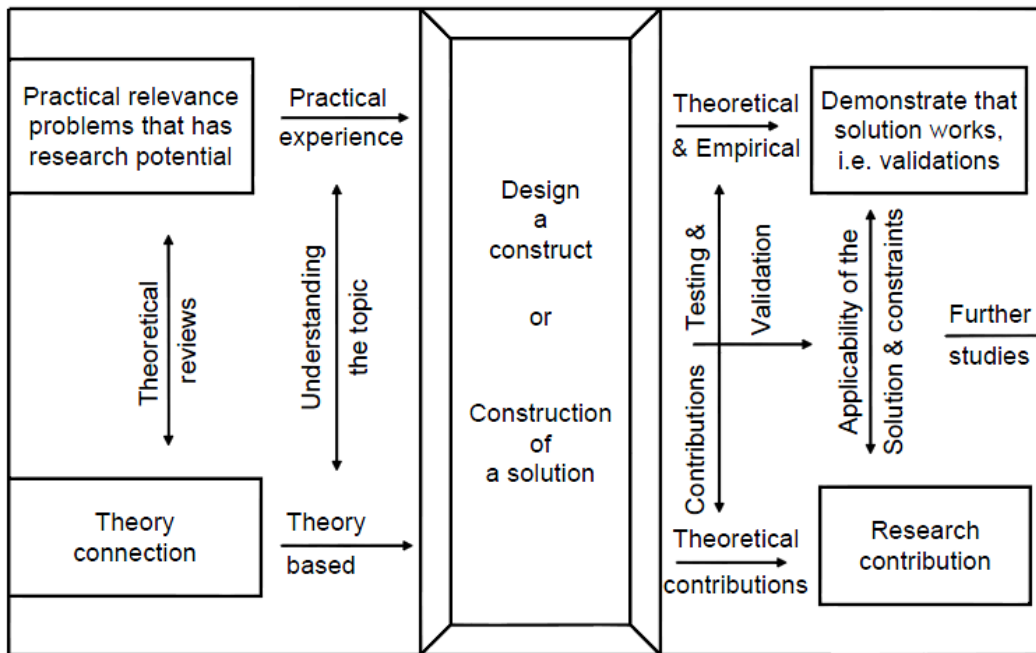 Practical relevance
problems that has
research potential
Practical
experience
Theoretical
reviews
Understanding
the topic
Theory
connection
Theory
based
Design
a
construct
or
Construction
of
a solution
Theoretical
& Empirical
Demonstrate that
solution works,
i.e. validations
Testing &
Validation
Contributions
Applicability of the
Solution & constraints
Further
studies
Theoretical
contributions
Research
contribution